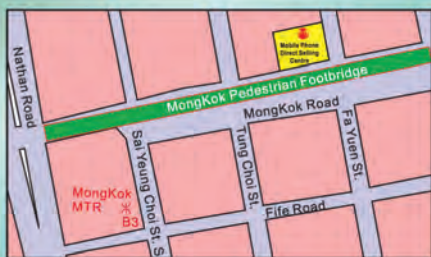 Nathan Road
Mobile Phone
Direct Selling
Centre
MongKok Pedestrian Footbridge
MongKok Road
Sai Yeung Choi St. S
Tung Choi St.
Fa Yuen St.
MongKok
MTR
B3
Fife Road